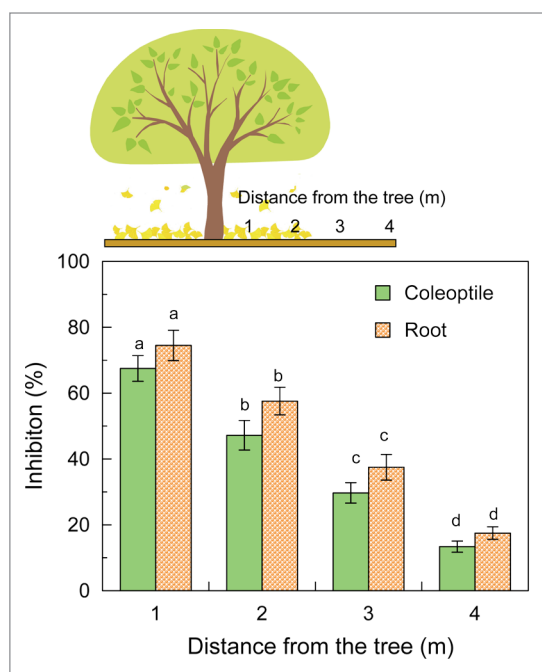 Distance from the tree (m)
1 2 3 4
100
80
60
40
20
0
Inhibiton (%)
Coleoptile
Root
a a
b b
c c
d d
1 2 3 4
Distance from the tree (m)